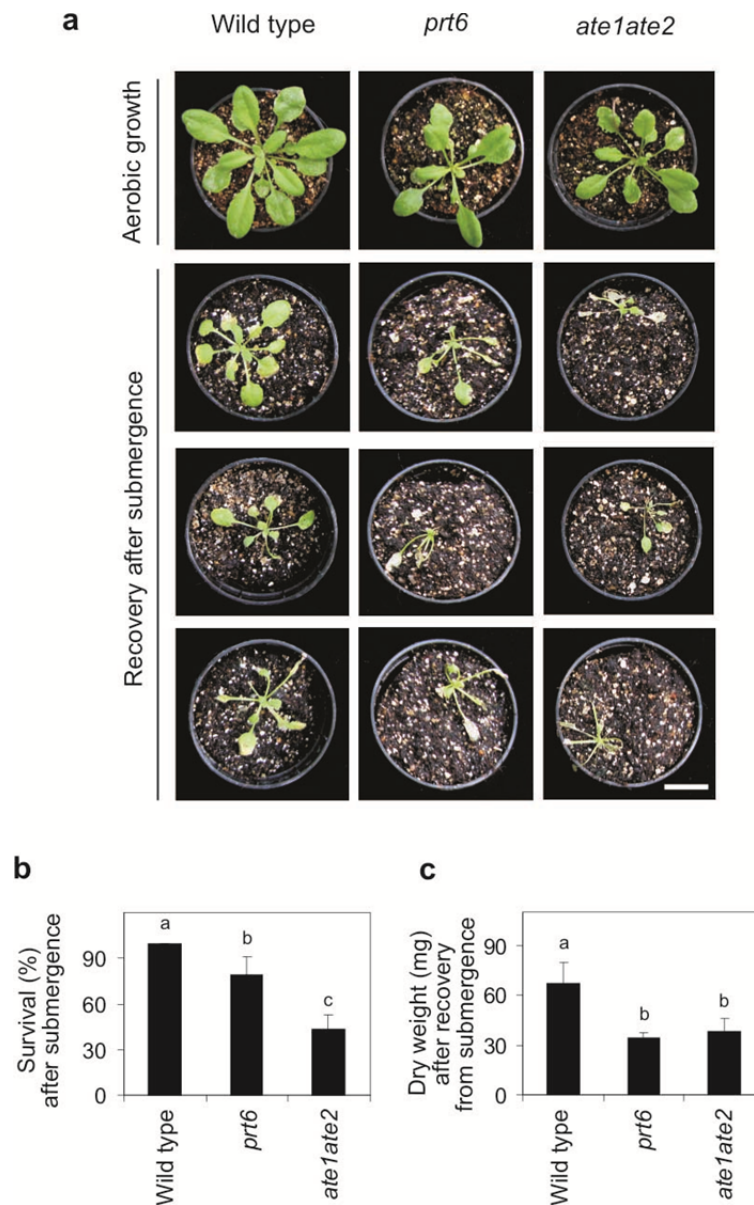 a
Wild type prt6 ate1ate2
Aerobic growth
Recovery after submergence
b
Survival (%)
after submergence
90
60
30
0
a
b
c
Wild type
prt6
ate1ate2
c
Dry weight (mg)
after recovery
from submergence
90
60
30
0
a
b
b
Wild type
prt6
ate1ate2